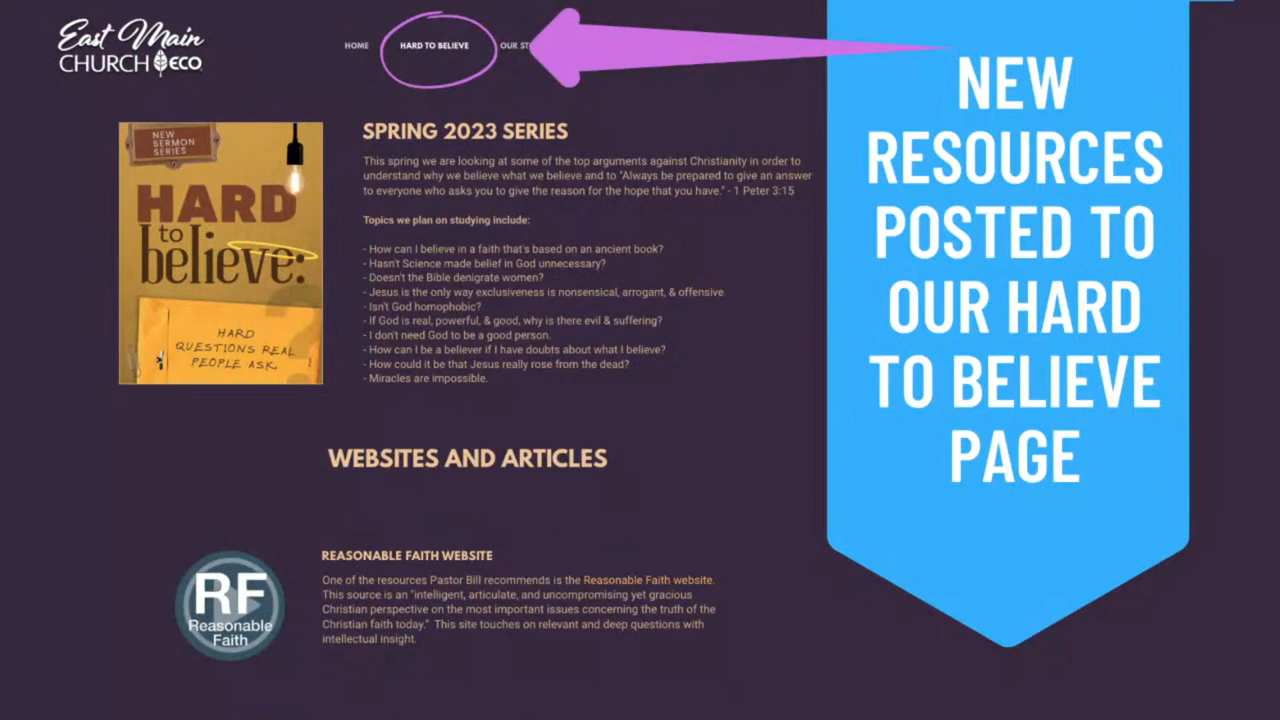 East Main
CHURCH ECO
HOME HARD TO BELIEVE OUR ST
NEW
RESOURCES
POSTED TO
OUR HARD
TO BELIEVE
PAGE
NEW
SERMON
SERIES
HARD
to
believe:
HARD
QUESTIONS REAL
PEOPLE ASK.
SPRING 2023 SERIES
This spring we are looking at some of the top arguments against Christianity in order to
understand why we believe what we believe and to "Always be prepared to give an answer
to everyone who asks you to give the reason for the hope that you have." - 1 Peter 3:15
Topics we plan on studying include:
- How can I believe in a faith that's based on an ancient book?
- Hasn't Science made belief in God unnecessary?
- Doesn't the Bible denigrate women?
- Jesus is the only way exclusiveness is nonsensical, arrogant, & offensive
- Isn't God homophobic?
- If God is real, powerful, & good, why is there evil & suffering?
- I don't need God to be a good person.
- How can I be a believer if I have doubts about what I believe?
- How could it be that Jesus really rose from the dead?
- Miracles are impossible.
WEBSITES AND ARTICLES
RF
Reasonable
Faith
REASONABLE FAITH WEBSITE
One of the resources Pastor Bill recommends is the Reasonable Faith website.
This source is an "intelligent, articulate, and uncompromising yet gracious
Christian perspective on the most important issues concerning the truth of the
Christian faith today." This site touches on relevant and deep questions with
intellectual insight.